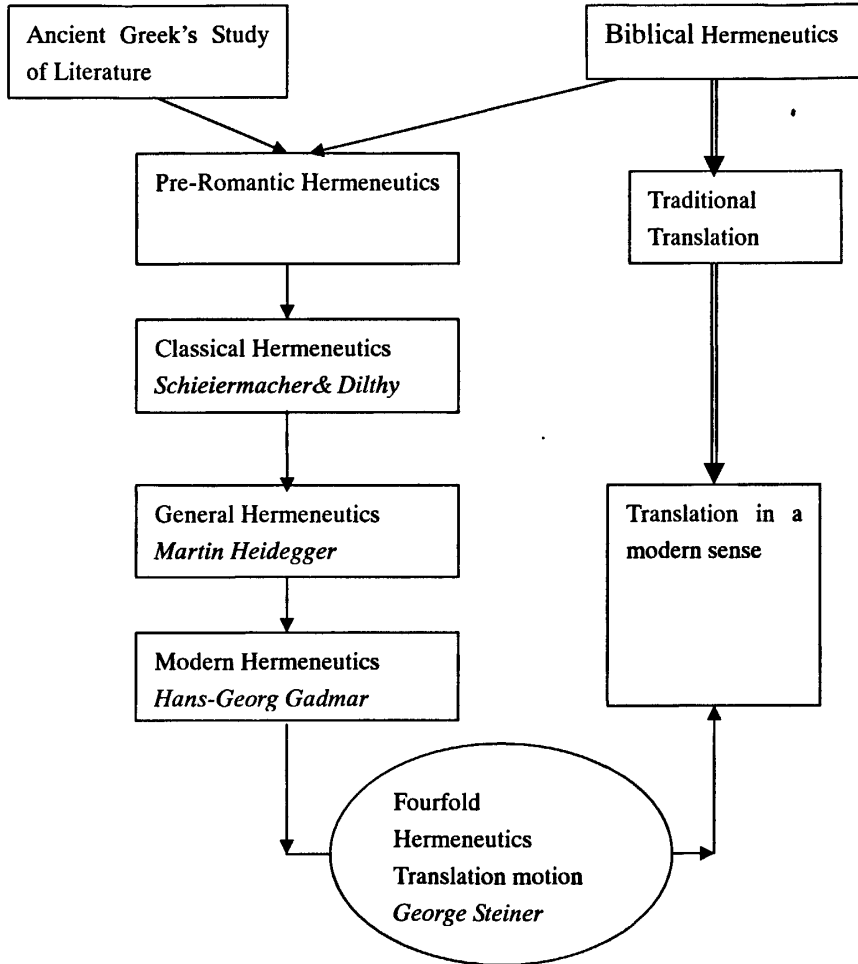 Ancient Greek's Study
of Literature
Biblical Hermeneutics
Pre-Romantic Hermeneutics
Traditional
Translation
Classical Hermeneutics
Schieiermacher& Dilthy
General Hermeneutics
Martin Heidegger
Translation in a
modern sense
Modern Hermeneutics
Hans-Georg Gadmar
Fourfold
Hermeneutics
Translation motion
George Steiner